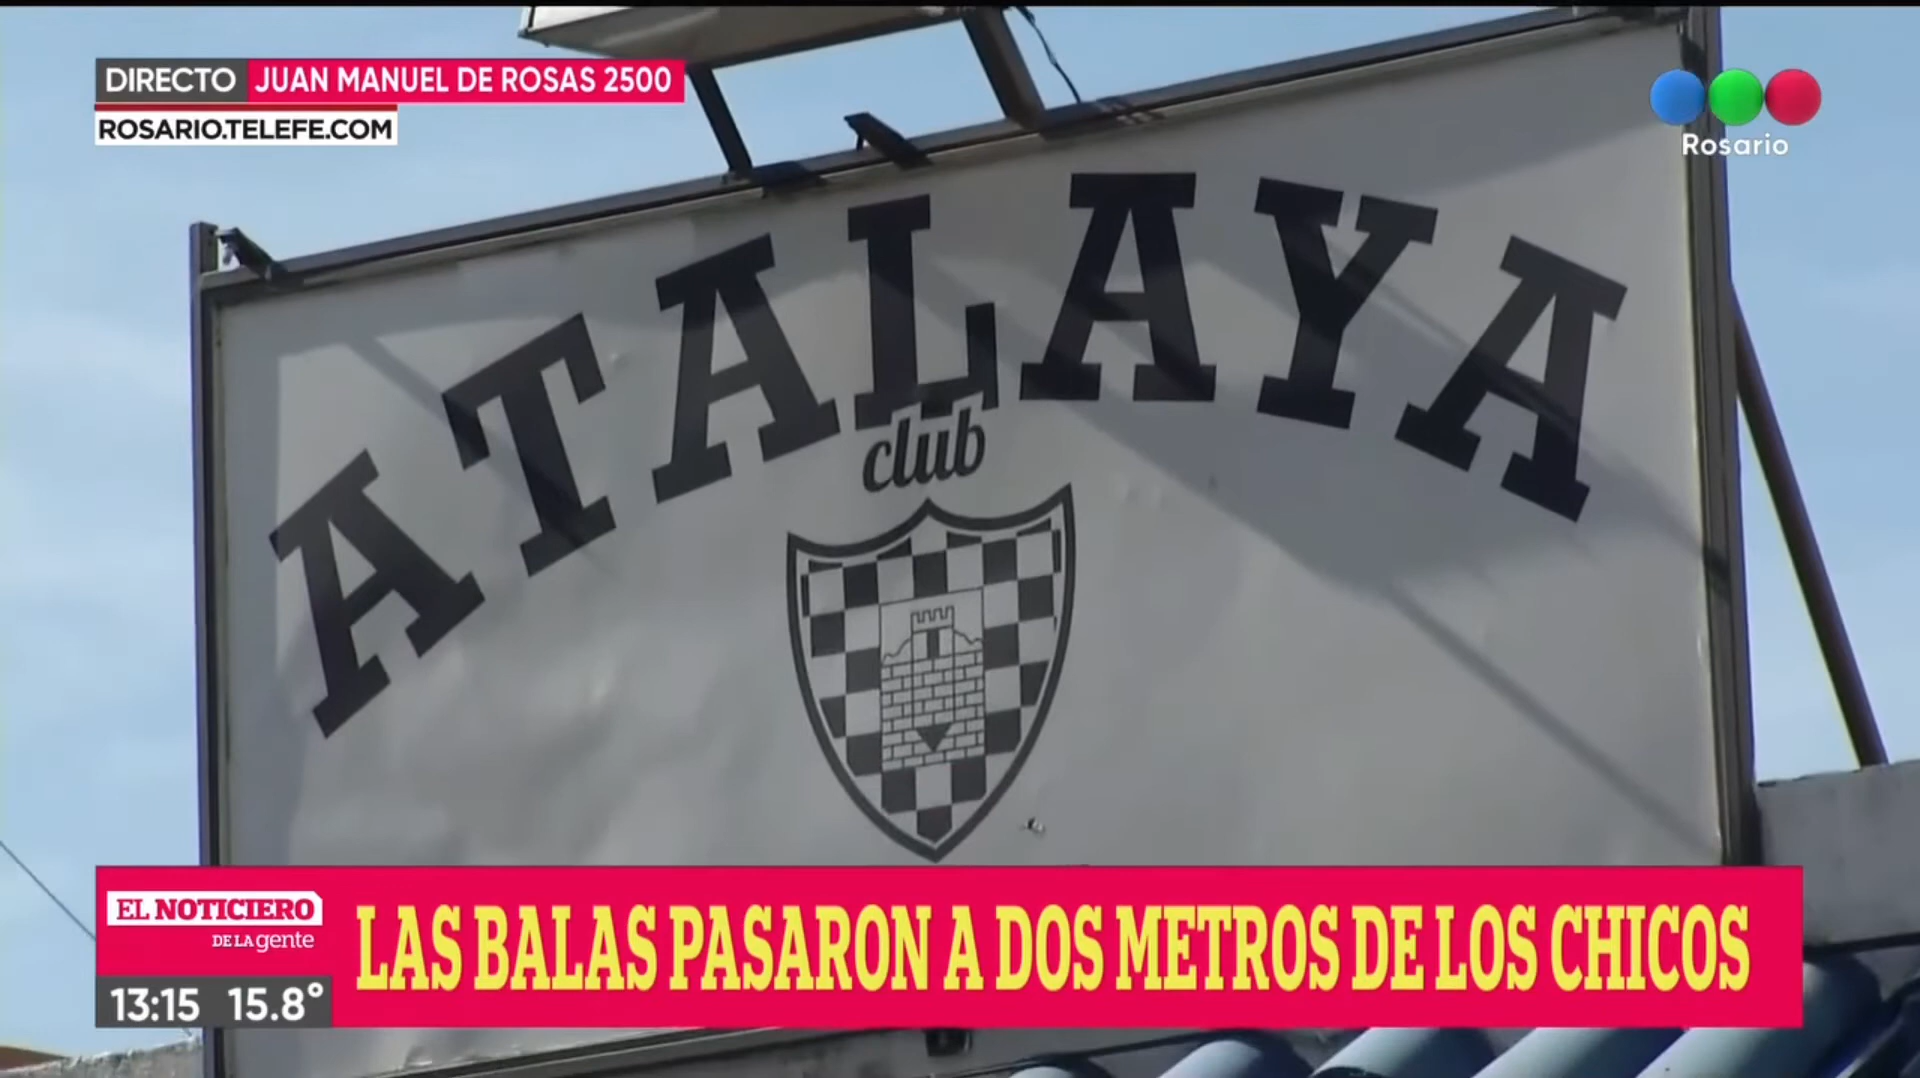 DIRECTO JUAN MANUEL DE ROSAS 2500
ROSARIO.TELEFE.COM
Rosario
ATALAYA
club
EL NOTICIERO
DE LA gente
LAS BALAS PASARON A DOS METROS DE LOS CHICOS
13:15 15.8°